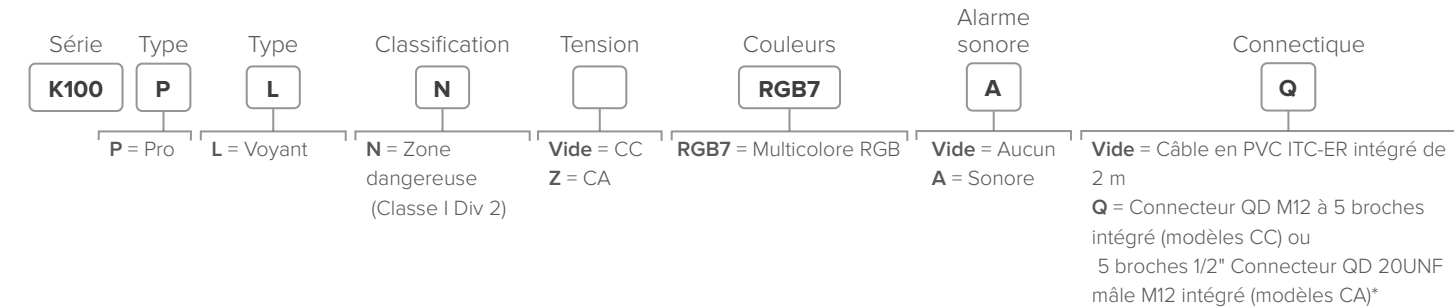 Série
Type
Type
Classification
Tension
Couleurs
Alarme
sonore
Connectique
K100
P
L
N
RGB7
A
Q
P = Pro
L = Voyant
N = Zone
dangereuse
(Classe I Div 2)
Vide = CC
Z = CA
RGB7 = Multicolore RGB
Vide = Aucun
A = Sonore
Vide = Câble en PVC ITC-ER intégré de
2 m
Q = Connecteur QD M12 à 5 broches
intégré (modèles CC) ou
5 broches 1/2" Connecteur QD 20UNF
mâle M12 intégré (modèles CA)*